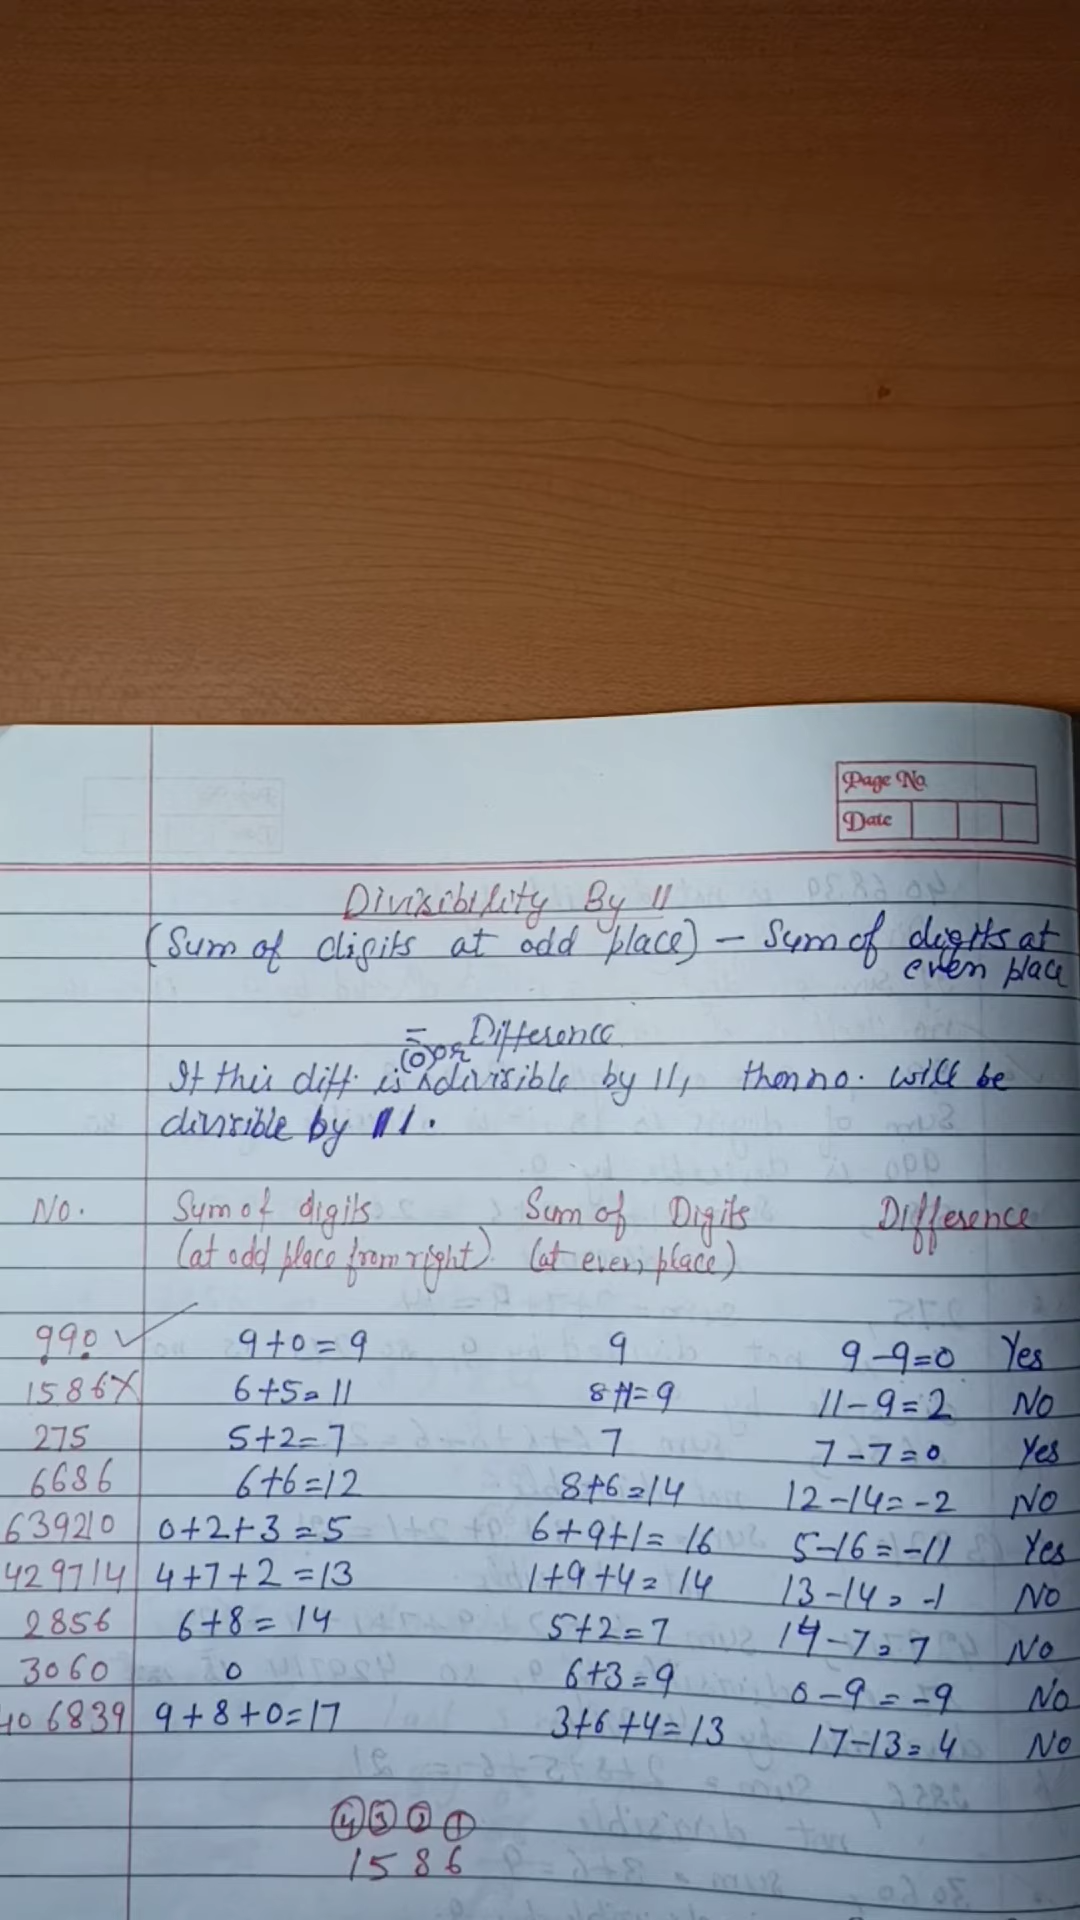 Page No.
Date
Divisibility By 11
(Sum of digits at odd place) – Sum of digits at
even place
= Difference
(0) or
If this diff. is ^ divisible by 11, then no. will be
divisible by 11.
No. Sum of digits Sum of Digits Difference
(at odd place from right) (at even place)
990 ✓ 9+0=9 9 9-9=0 Yes
1586 X 6+5=11 8+1=9 11-9=2 No
275 5+2=7 7 7-7=0 Yes
6686 6+6=12 8+6=14 12-14=-2 No
639210 0+2+3=5 6+9+1=16 5-16=-11 Yes
429714 4+7+2=13 1+9+4=14 13-14=-1 No
2856 6+8=14 5+2=7 14-7=7 No
3060 0 6+3=9 0-9=-9 No
406839 9+8+0=17 3+6+4=13 17-13=4 No
④ ③ ② ①
1 5 8 6